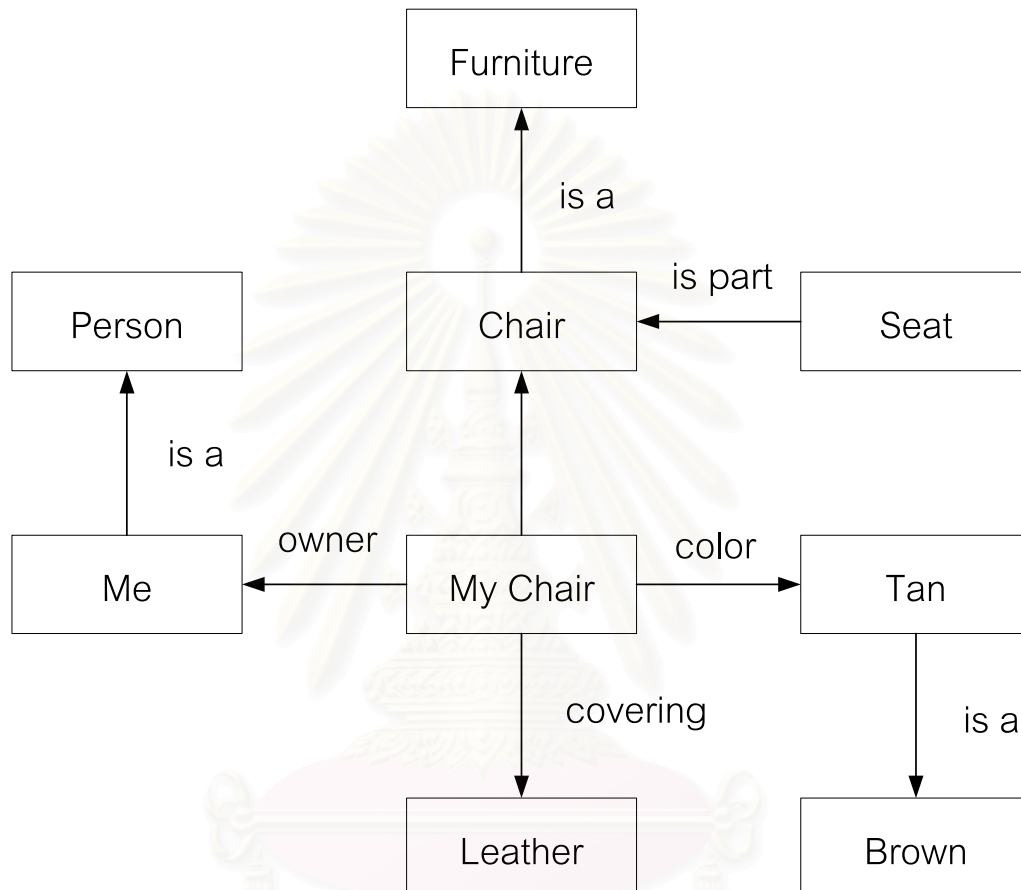 Furniture
is a
is part
Person
Chair
Seat
is a
owner
color
Me
My Chair
Tan
covering
is a
Leather
Brown